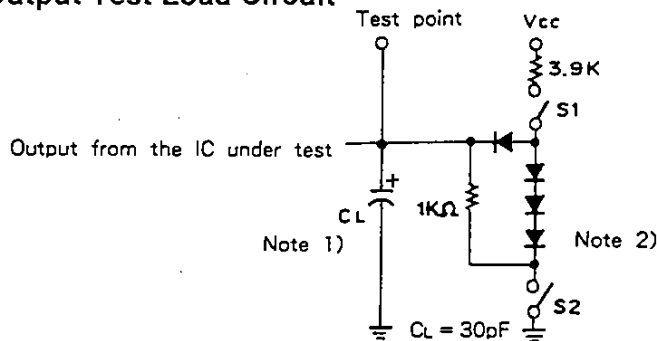 Output Test Load Circuit
Test point
Vcc
3.9K
S1
Output from the IC under test
+
CL
1KΩ
Note 1)
Note 2)
S2
CL = 30pF